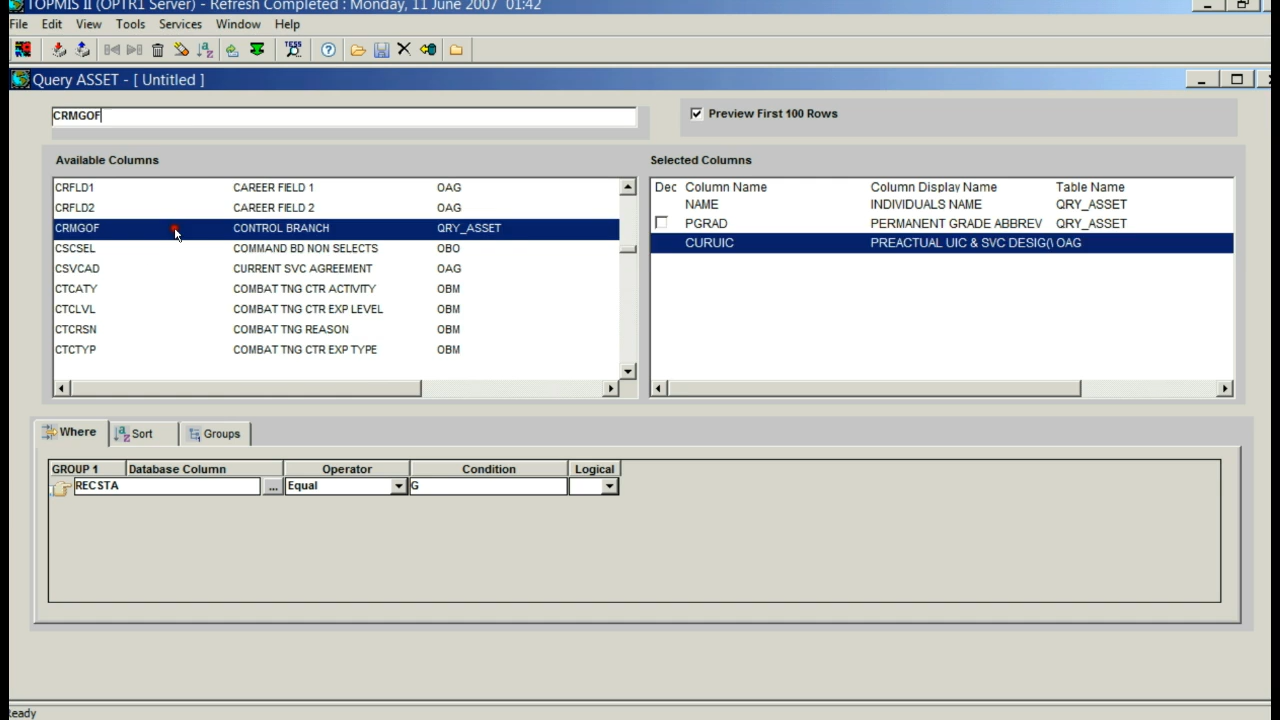 TOPMIS II (OPTR1 Server) - Refresh Completed : Monday, 11 June 2007 01:42
File Edit View Tools Services Window Help
TESS
Query ASSET - [ Untitled ]
CRMGOF
Preview First 100 Rows
Available Columns
CRFLD1 CAREER FIELD 1 OAG
CRFLD2 CAREER FIELD 2 OAG
CRMGOF CONTROL BRANCH QRY_ASSET
CSCSEL COMMAND BD NON SELECTS OBO
CSVCAD CURRENT SVC AGREEMENT OAG
CTCATY COMBAT TNG CTR ACTIVITY OBM
CTCLVL COMBAT TNG CTR EXP LEVEL OBM
CTCRSN COMBAT TNG REASON OBM
CTCTYP COMBAT TNG CTR EXP TYPE OBM
Selected Columns
Dec Column Name Column Display Name Table Name
NAME INDIVIDUALS NAME QRY_ASSET
PGRAD PERMANENT GRADE ABBREV QRY_ASSET
CURUIC PREACTUAL UIC & SVC DESIG(\ OAG
Where Sort Groups
GROUP 1 Database Column Operator Condition Logical
RECSTA ... Equal G
eady